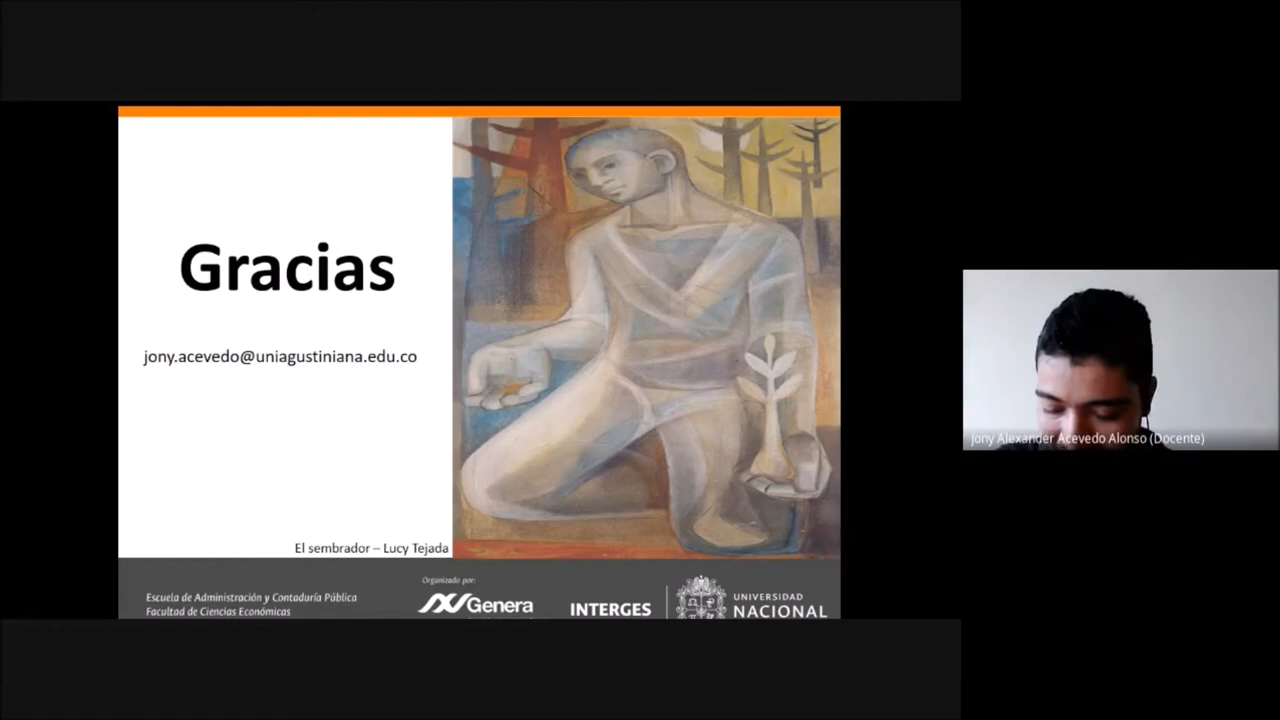 Gracias
jony.acevedo@uniagustiniana.edu.co
El sembrador – Lucy Tejada
Escuela de Administración y Contaduría Pública
Facultad de Ciencias Económicas
Organizado por:
Genera
INTERGES
UNIVERSIDAD
NACIONAL
Jony Alexander Acevedo Alonso (Docente)